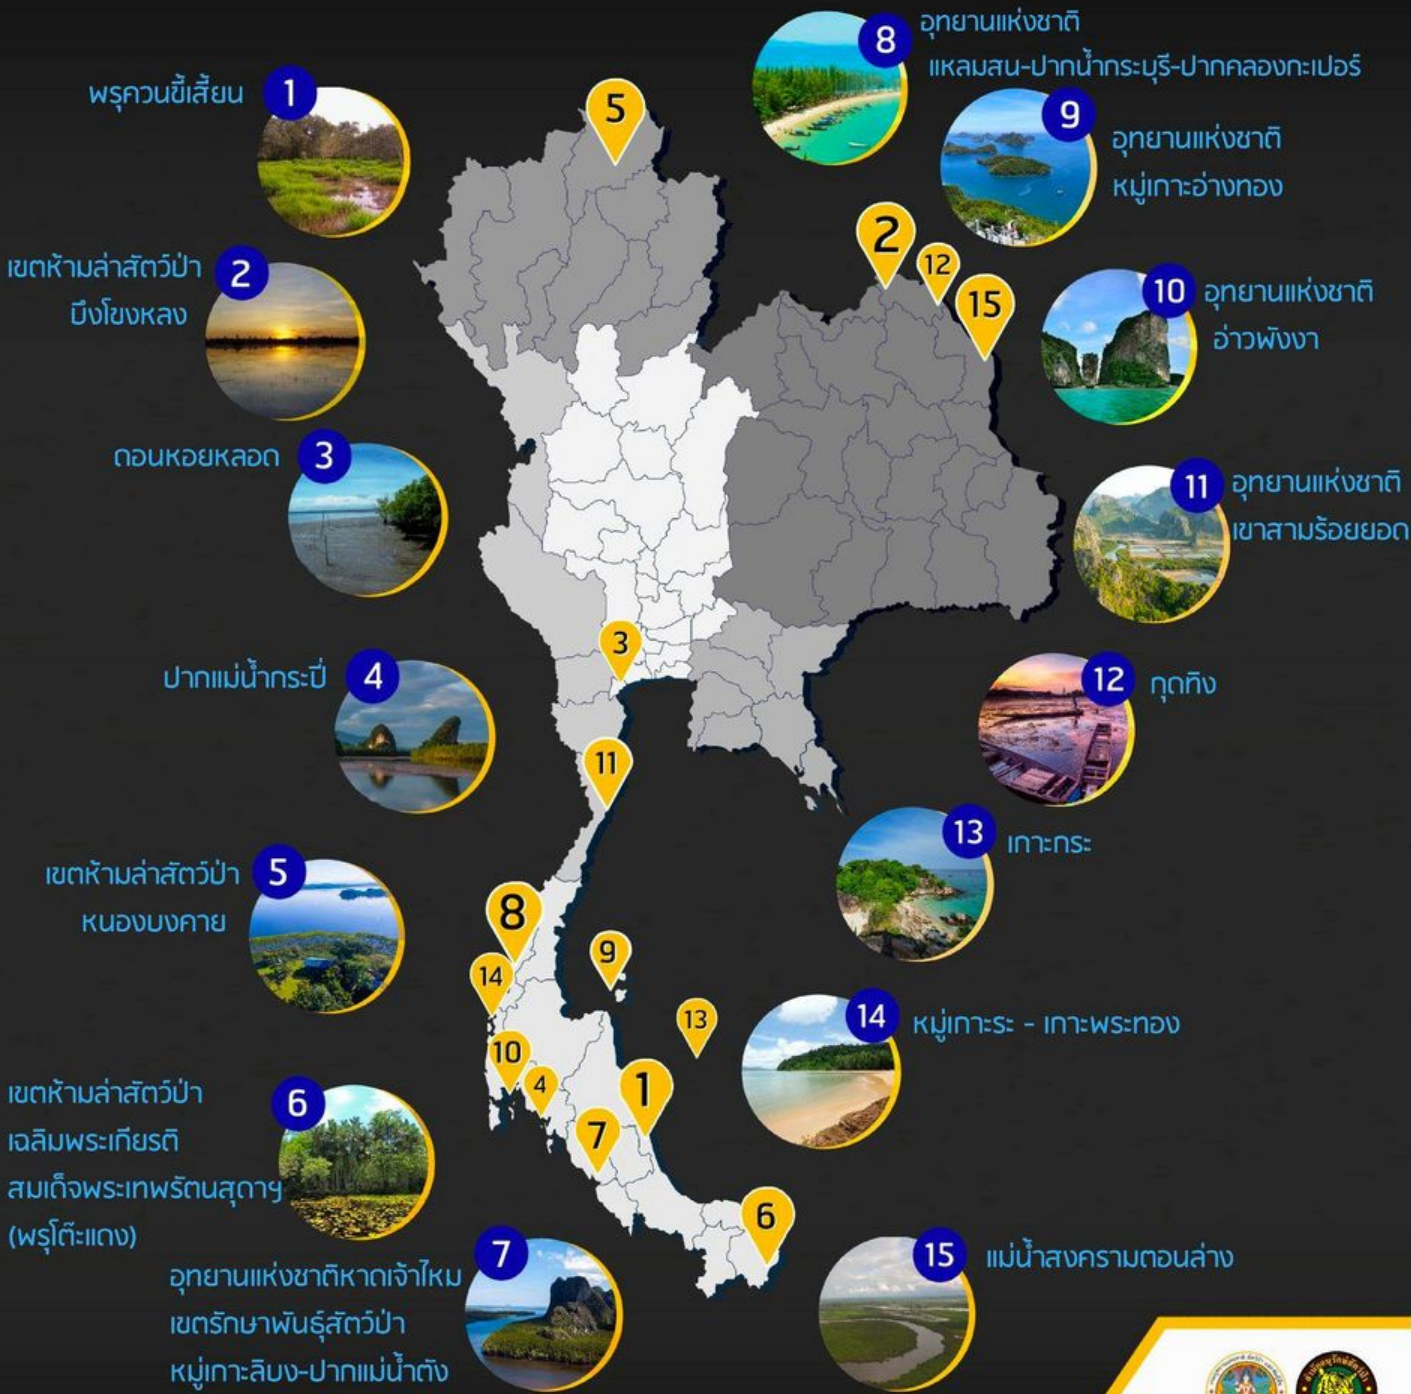 1
พรุควนขี้เสี้ยน
2
เขตห้ามล่าสัตว์ป่า
บึงโขงหลง
3
ดอนหอยหลอด
4
ปากแม่น้ำกระบี่
5
เขตห้ามล่าสัตว์ป่า
หนองบงคาย
6
เขตห้ามล่าสัตว์ป่า
เฉลิมพระเกียรติ
สมเด็จพระเทพรัตนสุดาฯ
(พรุโต๊ะแดง)
7
อุทยานแห่งชาติหาดเจ้าไหม
เขตรักษาพันธุ์สัตว์ป่า
หมู่เกาะลิบง-ปากแม่น้ำตัง
8
อุทยานแห่งชาติ
แหลมสน-ปากน้ำกระบุรี-ปากคลองกะเปอร์
9
อุทยานแห่งชาติ
หมู่เกาะอ่างทอง
10
อุทยานแห่งชาติ
อ่าวพังงา
11
อุทยานแห่งชาติ
เขาสามร้อยยอด
12
กุดทิง
13
เกาะกระ
14
หมู่เกาะระ - เกาะพระทอง
15
แม่น้ำสงครามตอนล่าง
5
2
12
15
3
11
8
14
9
13
10
4
1
7
6